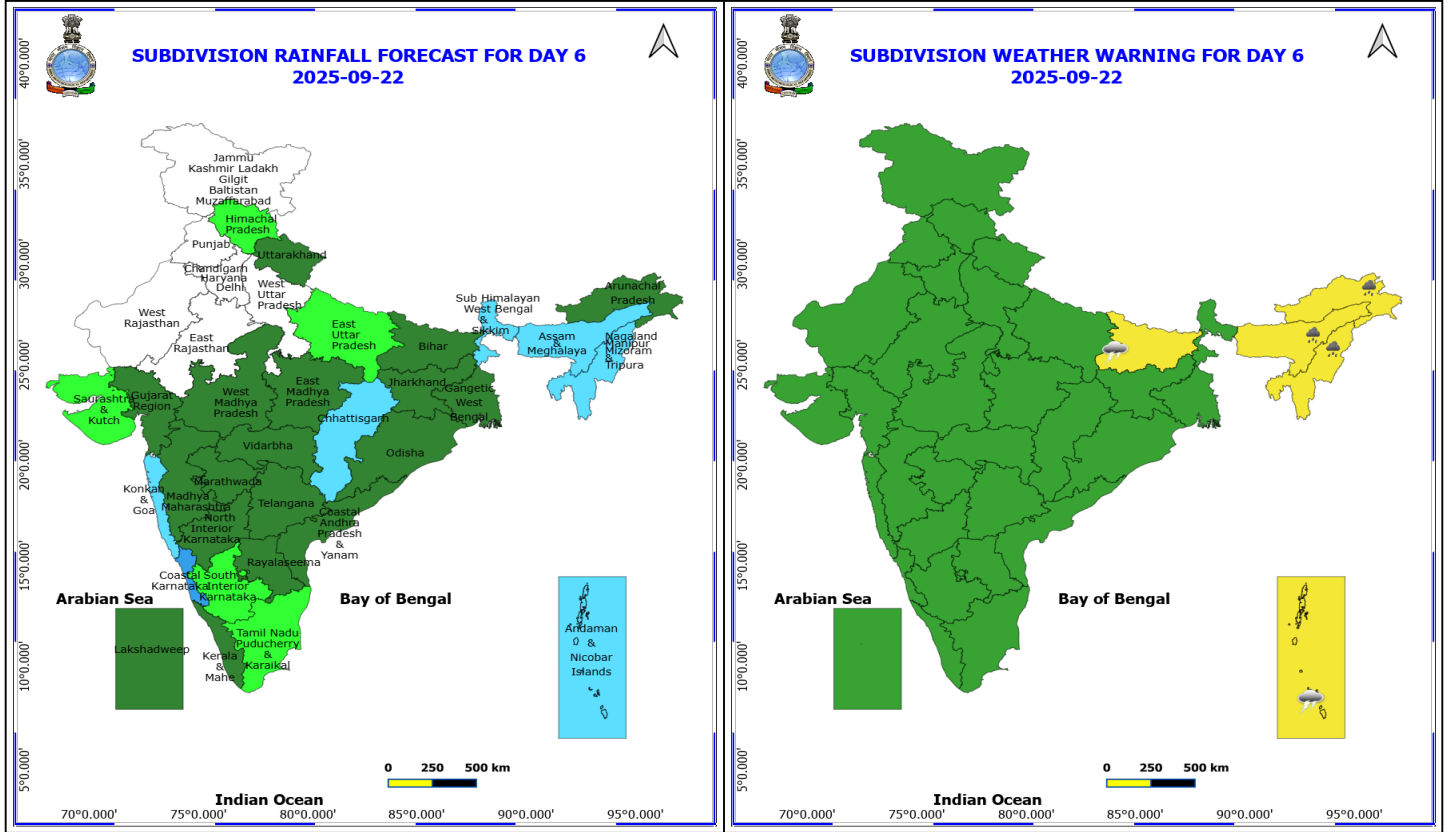 SUBDIVISION RAINFALL FORECAST FOR DAY 6
2025-09-22
40°0.000'
35°0.000'
30°0.000'
25°0.000'
20°0.000'
15°0.000'
10°0.000'
5°0.000'
Jammu
Kashmir Ladakh
Gilgit
Baltistan
Muzaffarabad
Himachal
Pradesh
Punjab
Uttarakhand
Chandigarh
Haryana
Delhi
West
Uttar
Pradesh
West
Rajasthan
East
Rajasthan
East
Uttar
Pradesh
Bihar
Sub Himalayan
West Bengal
&
Sikkim
Arunachal
Pradesh
Assam
&
Meghalaya
Nagaland
Manipur
Mizoram
&
Tripura
Saurashtra
&
Kutch
Gujarat
Region
West
Madhya
Pradesh
East
Madhya
Pradesh
Jharkhand
Gangetic
West
Bengal
Chhattisgarh
Vidarbha
Odisha
Konkan
&
Goa
Marathwada
Madhya
Maharashtra
Telangana
North
Interior
Karnataka
Coastal
Andhra
Pradesh
&
Yanam
Rayalaseema
Coastal
Karnataka
South
Interior
Karnataka
Tamil Nadu
Puducherry
&
Karaikal
Kerala
&
Mahe
Lakshadweep
Andaman
&
Nicobar
Islands
Arabian Sea
Bay of Bengal
0 250 500 km
Indian Ocean
70°0.000' 75°0.000' 80°0.000' 85°0.000' 90°0.000' 95°0.000'
SUBDIVISION WEATHER WARNING FOR DAY 6
2025-09-22
40°0.000'
35°0.000'
30°0.000'
25°0.000'
20°0.000'
15°0.000'
10°0.000'
5°0.000'
Arabian Sea
Bay of Bengal
0 250 500 km
Indian Ocean
70°0.000' 75°0.000' 80°0.000' 85°0.000' 90°0.000' 95°0.000'